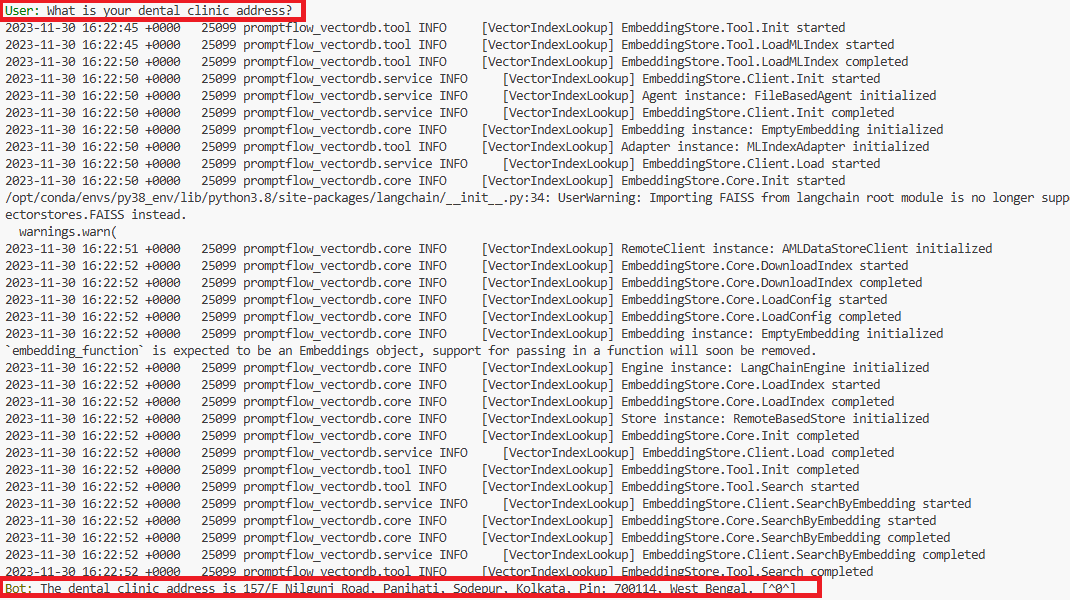 User: What is your dental clinic address?
2023-11-30 16:22:45 +0000 25099 promptflow_vectordb.tool INFO [VectorIndexLookup] EmbeddingStore.Tool.Init started
2023-11-30 16:22:45 +0000 25099 promptflow_vectordb.tool INFO [VectorIndexLookup] EmbeddingStore.Tool.LoadMLIndex started
2023-11-30 16:22:50 +0000 25099 promptflow_vectordb.tool INFO [VectorIndexLookup] EmbeddingStore.Tool.LoadMLIndex completed
2023-11-30 16:22:50 +0000 25099 promptflow_vectordb.service INFO [VectorIndexLookup] EmbeddingStore.Client.Init started
2023-11-30 16:22:50 +0000 25099 promptflow_vectordb.service INFO [VectorIndexLookup] Agent instance: FileBasedAgent initialized
2023-11-30 16:22:50 +0000 25099 promptflow_vectordb.service INFO [VectorIndexLookup] EmbeddingStore.Client.Init completed
2023-11-30 16:22:50 +0000 25099 promptflow_vectordb.core INFO [VectorIndexLookup] Embedding instance: EmptyEmbedding initialized
2023-11-30 16:22:50 +0000 25099 promptflow_vectordb.tool INFO [VectorIndexLookup] Adapter instance: MLIndexAdapter initialized
2023-11-30 16:22:50 +0000 25099 promptflow_vectordb.service INFO [VectorIndexLookup] EmbeddingStore.Client.Load started
2023-11-30 16:22:50 +0000 25099 promptflow_vectordb.core INFO [VectorIndexLookup] EmbeddingStore.Core.Init started
/opt/conda/envs/py38_env/lib/python3.8/site-packages/langchain/__init__.py:34: UserWarning: Importing FAISS from langchain root module is no longer supp
ectorstores.FAISS instead.
warnings.warn(
2023-11-30 16:22:51 +0000 25099 promptflow_vectordb.core INFO [VectorIndexLookup] RemoteClient instance: AMLDataStoreClient initialized
2023-11-30 16:22:52 +0000 25099 promptflow_vectordb.core INFO [VectorIndexLookup] EmbeddingStore.Core.DownloadIndex started
2023-11-30 16:22:52 +0000 25099 promptflow_vectordb.core INFO [VectorIndexLookup] EmbeddingStore.Core.DownloadIndex completed
2023-11-30 16:22:52 +0000 25099 promptflow_vectordb.core INFO [VectorIndexLookup] EmbeddingStore.Core.LoadConfig started
2023-11-30 16:22:52 +0000 25099 promptflow_vectordb.core INFO [VectorIndexLookup] EmbeddingStore.Core.LoadConfig completed
2023-11-30 16:22:52 +0000 25099 promptflow_vectordb.core INFO [VectorIndexLookup] Embedding instance: EmptyEmbedding initialized
`embedding_function` is expected to be an Embeddings object, support for passing in a function will soon be removed.
2023-11-30 16:22:52 +0000 25099 promptflow_vectordb.core INFO [VectorIndexLookup] Engine instance: LangChainEngine initialized
2023-11-30 16:22:52 +0000 25099 promptflow_vectordb.core INFO [VectorIndexLookup] EmbeddingStore.Core.LoadIndex started
2023-11-30 16:22:52 +0000 25099 promptflow_vectordb.core INFO [VectorIndexLookup] EmbeddingStore.Core.LoadIndex completed
2023-11-30 16:22:52 +0000 25099 promptflow_vectordb.core INFO [VectorIndexLookup] Store instance: RemoteBasedStore initialized
2023-11-30 16:22:52 +0000 25099 promptflow_vectordb.core INFO [VectorIndexLookup] EmbeddingStore.Core.Init completed
2023-11-30 16:22:52 +0000 25099 promptflow_vectordb.service INFO [VectorIndexLookup] EmbeddingStore.Client.Load completed
2023-11-30 16:22:52 +0000 25099 promptflow_vectordb.tool INFO [VectorIndexLookup] EmbeddingStore.Tool.Init completed
2023-11-30 16:22:52 +0000 25099 promptflow_vectordb.tool INFO [VectorIndexLookup] EmbeddingStore.Tool.Search started
2023-11-30 16:22:52 +0000 25099 promptflow_vectordb.service INFO [VectorIndexLookup] EmbeddingStore.Client.SearchByEmbedding started
2023-11-30 16:22:52 +0000 25099 promptflow_vectordb.core INFO [VectorIndexLookup] EmbeddingStore.Core.SearchByEmbedding started
2023-11-30 16:22:52 +0000 25099 promptflow_vectordb.core INFO [VectorIndexLookup] EmbeddingStore.Core.SearchByEmbedding completed
2023-11-30 16:22:52 +0000 25099 promptflow_vectordb.service INFO [VectorIndexLookup] EmbeddingStore.Client.SearchByEmbedding completed
2023-11-30 16:22:52 +0000 25099 promptflow_vectordb.tool INFO [VectorIndexLookup] EmbeddingStore.Tool.Search completed
Bot: The dental clinic address is 157/F Nilgunj Road, Panihati, Sodepur, Kolkata, Pin: 700114, West Bengal. [^0^]